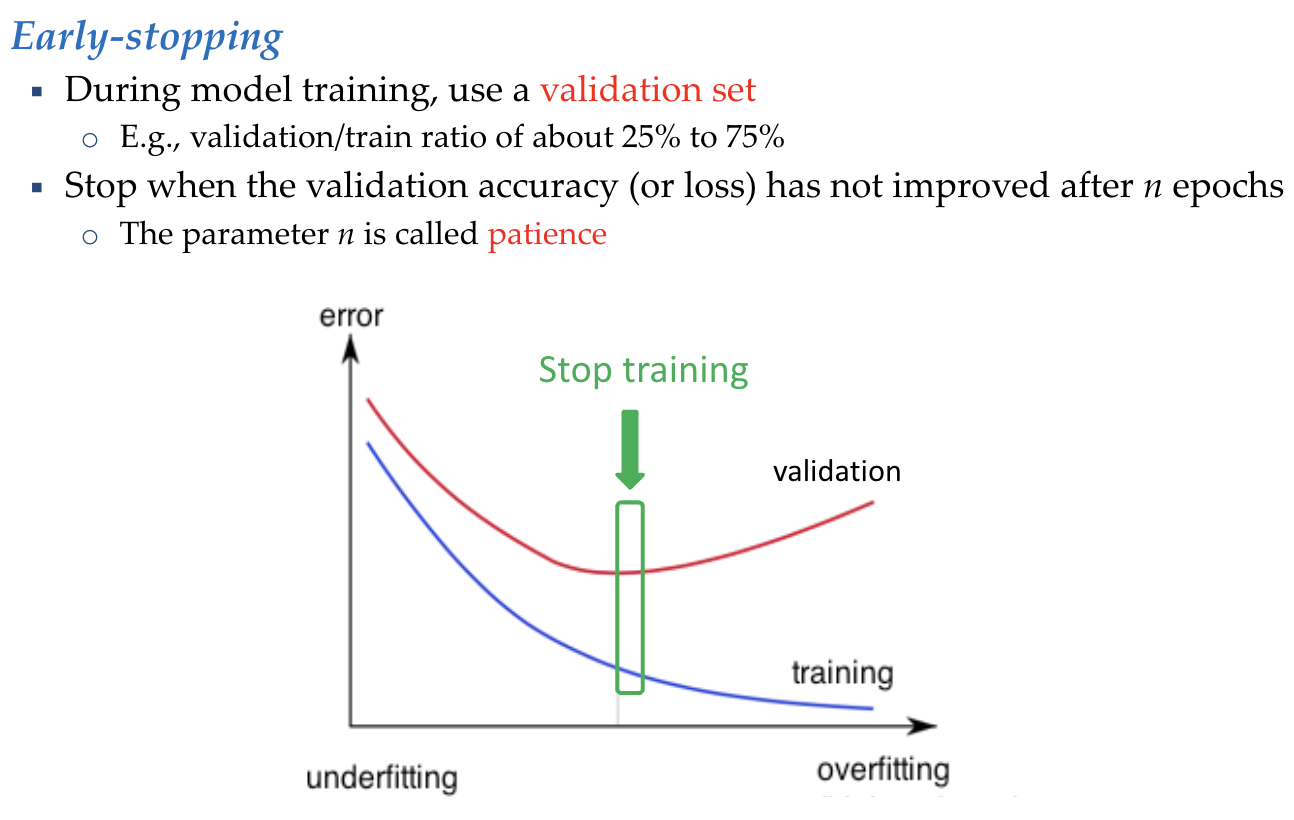 Early-stopping
▪ During model training, use a validation set
○ E.g., validation/train ratio of about 25% to 75%
▪ Stop when the validation accuracy (or loss) has not improved after n epochs
○ The parameter n is called patience
error
Stop training
validation
training
underfitting
overfitting